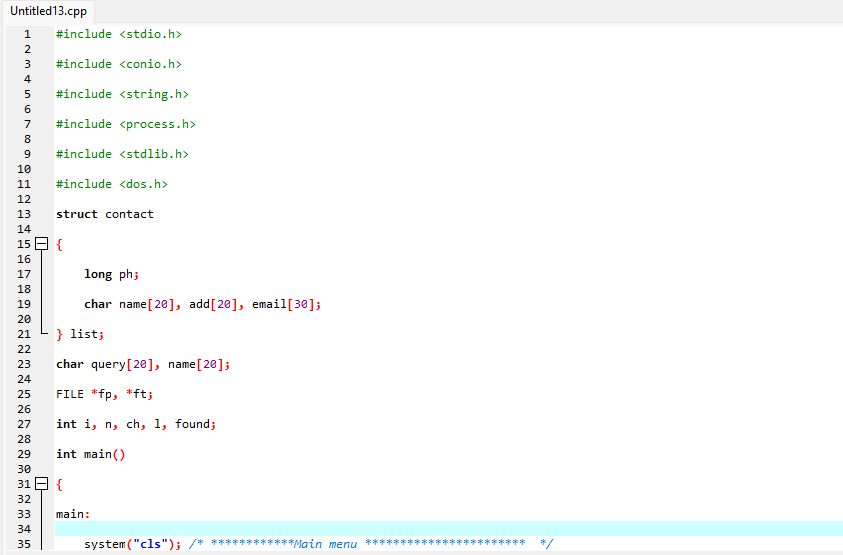 Untitled13.cpp
1 #include <stdio.h>
2
3 #include <conio.h>
4
5 #include <string.h>
6
7 #include <process.h>
8
9 #include <stdlib.h>
10
11 #include <dos.h>
12
13 struct contact
14
15 {
16
17 long ph;
18
19 char name[20], add[20], email[30];
20
21 } list;
22
23 char query[20], name[20];
24
25 FILE *fp, *ft;
26
27 int i, n, ch, l, found;
28
29 int main()
30
31 {
32
33 main:
34
35 system("cls"); /* ************Main menu *********************** */